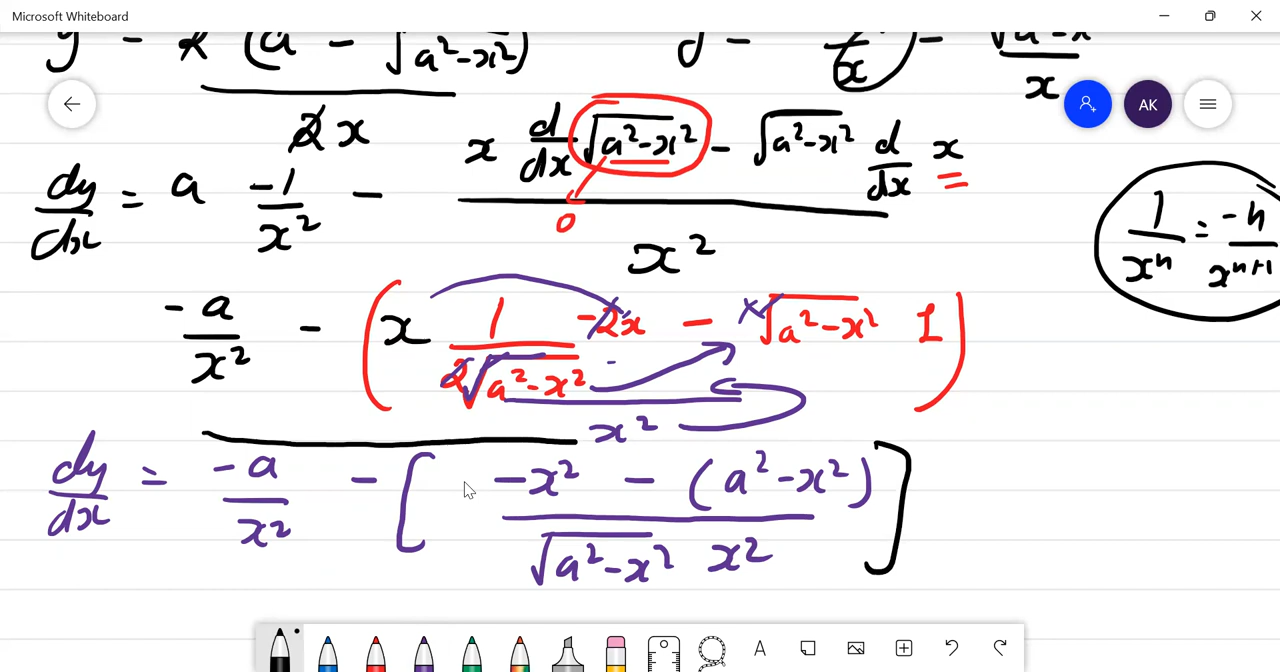 Microsoft Whiteboard
y = 2 (a - √(a²-x²)) / 2x
AK
dy/dx = a -1/x² - (x d/dx √(a²-x²) - √(a²-x²) d/dx x) / x²
0
1/xⁿ = -n/xⁿ⁺¹
-a/x² - (x 1/(2√(a²-x²)) -2x - √(a²-x²) 1) / x²
dy/dx = -a/x² - [(-x² - (a²-x²)) / (√(a²-x²) x²)]